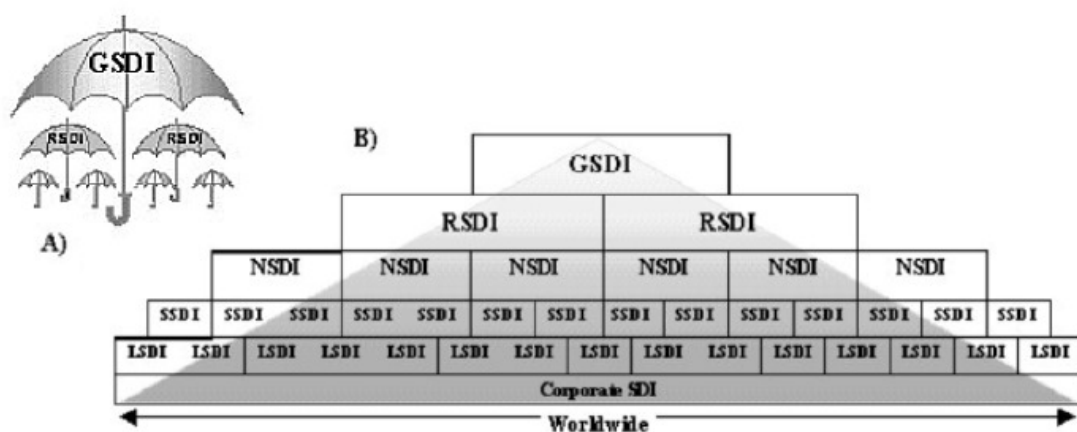 GSDI
RSDI RSDI
A)
B)
GSDI
RSDI RSDI
NSDI NSDI NSDI NSDI NSDI NSDI
SSDI SSDI SSDI SSDI SSDI SSDI SSDI SSDI SSDI SSDI SSDI SSDI SSDI SSDI
LSDI LSDI LSDI LSDI LSDI LSDI LSDI LSDI LSDI LSDI LSDI LSDI LSDI LSDI LSDI
Corporate SDI
Worldwide